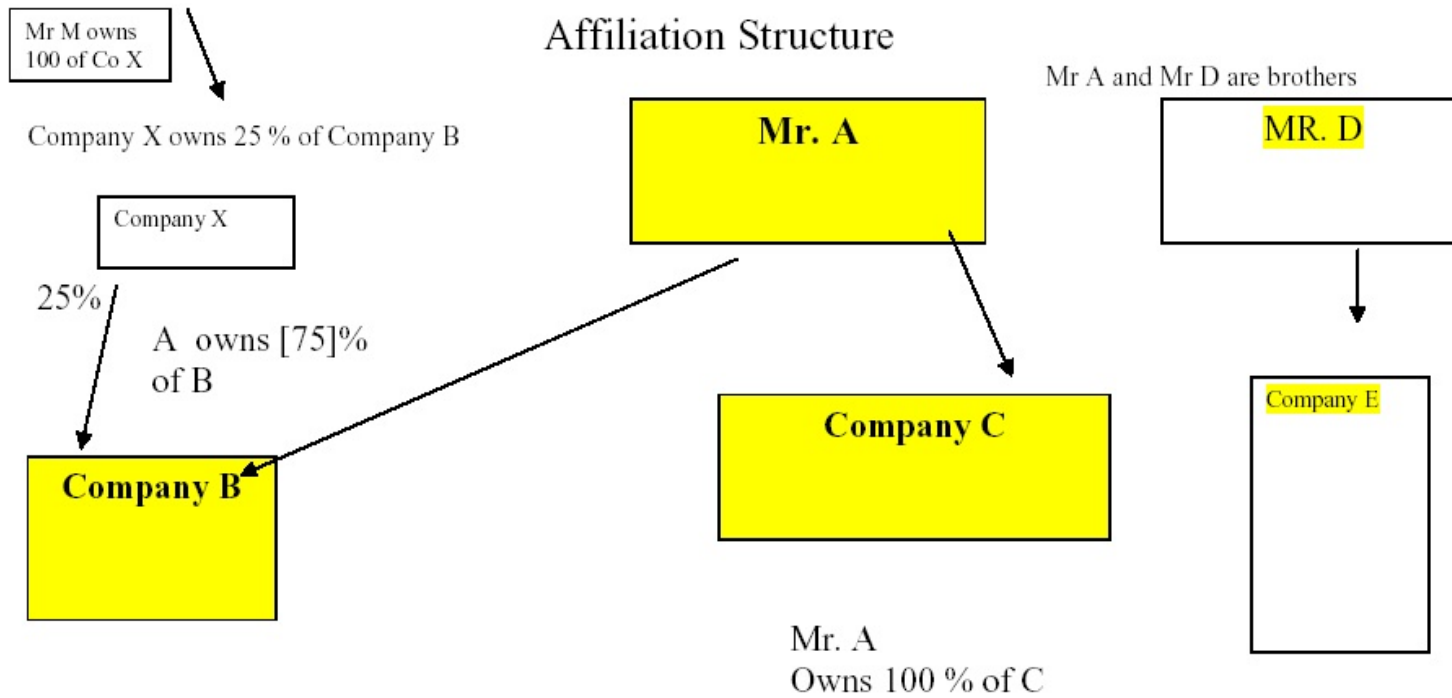 Mr M owns
100 of Co X
Affiliation Structure
Mr A and Mr D are brothers
Company X owns 25 % of Company B
Mr. A
MR. D
Company X
25%
A owns [75]%
of B
Company B
Company C
Company E
Mr. A
Owns 100 % of C